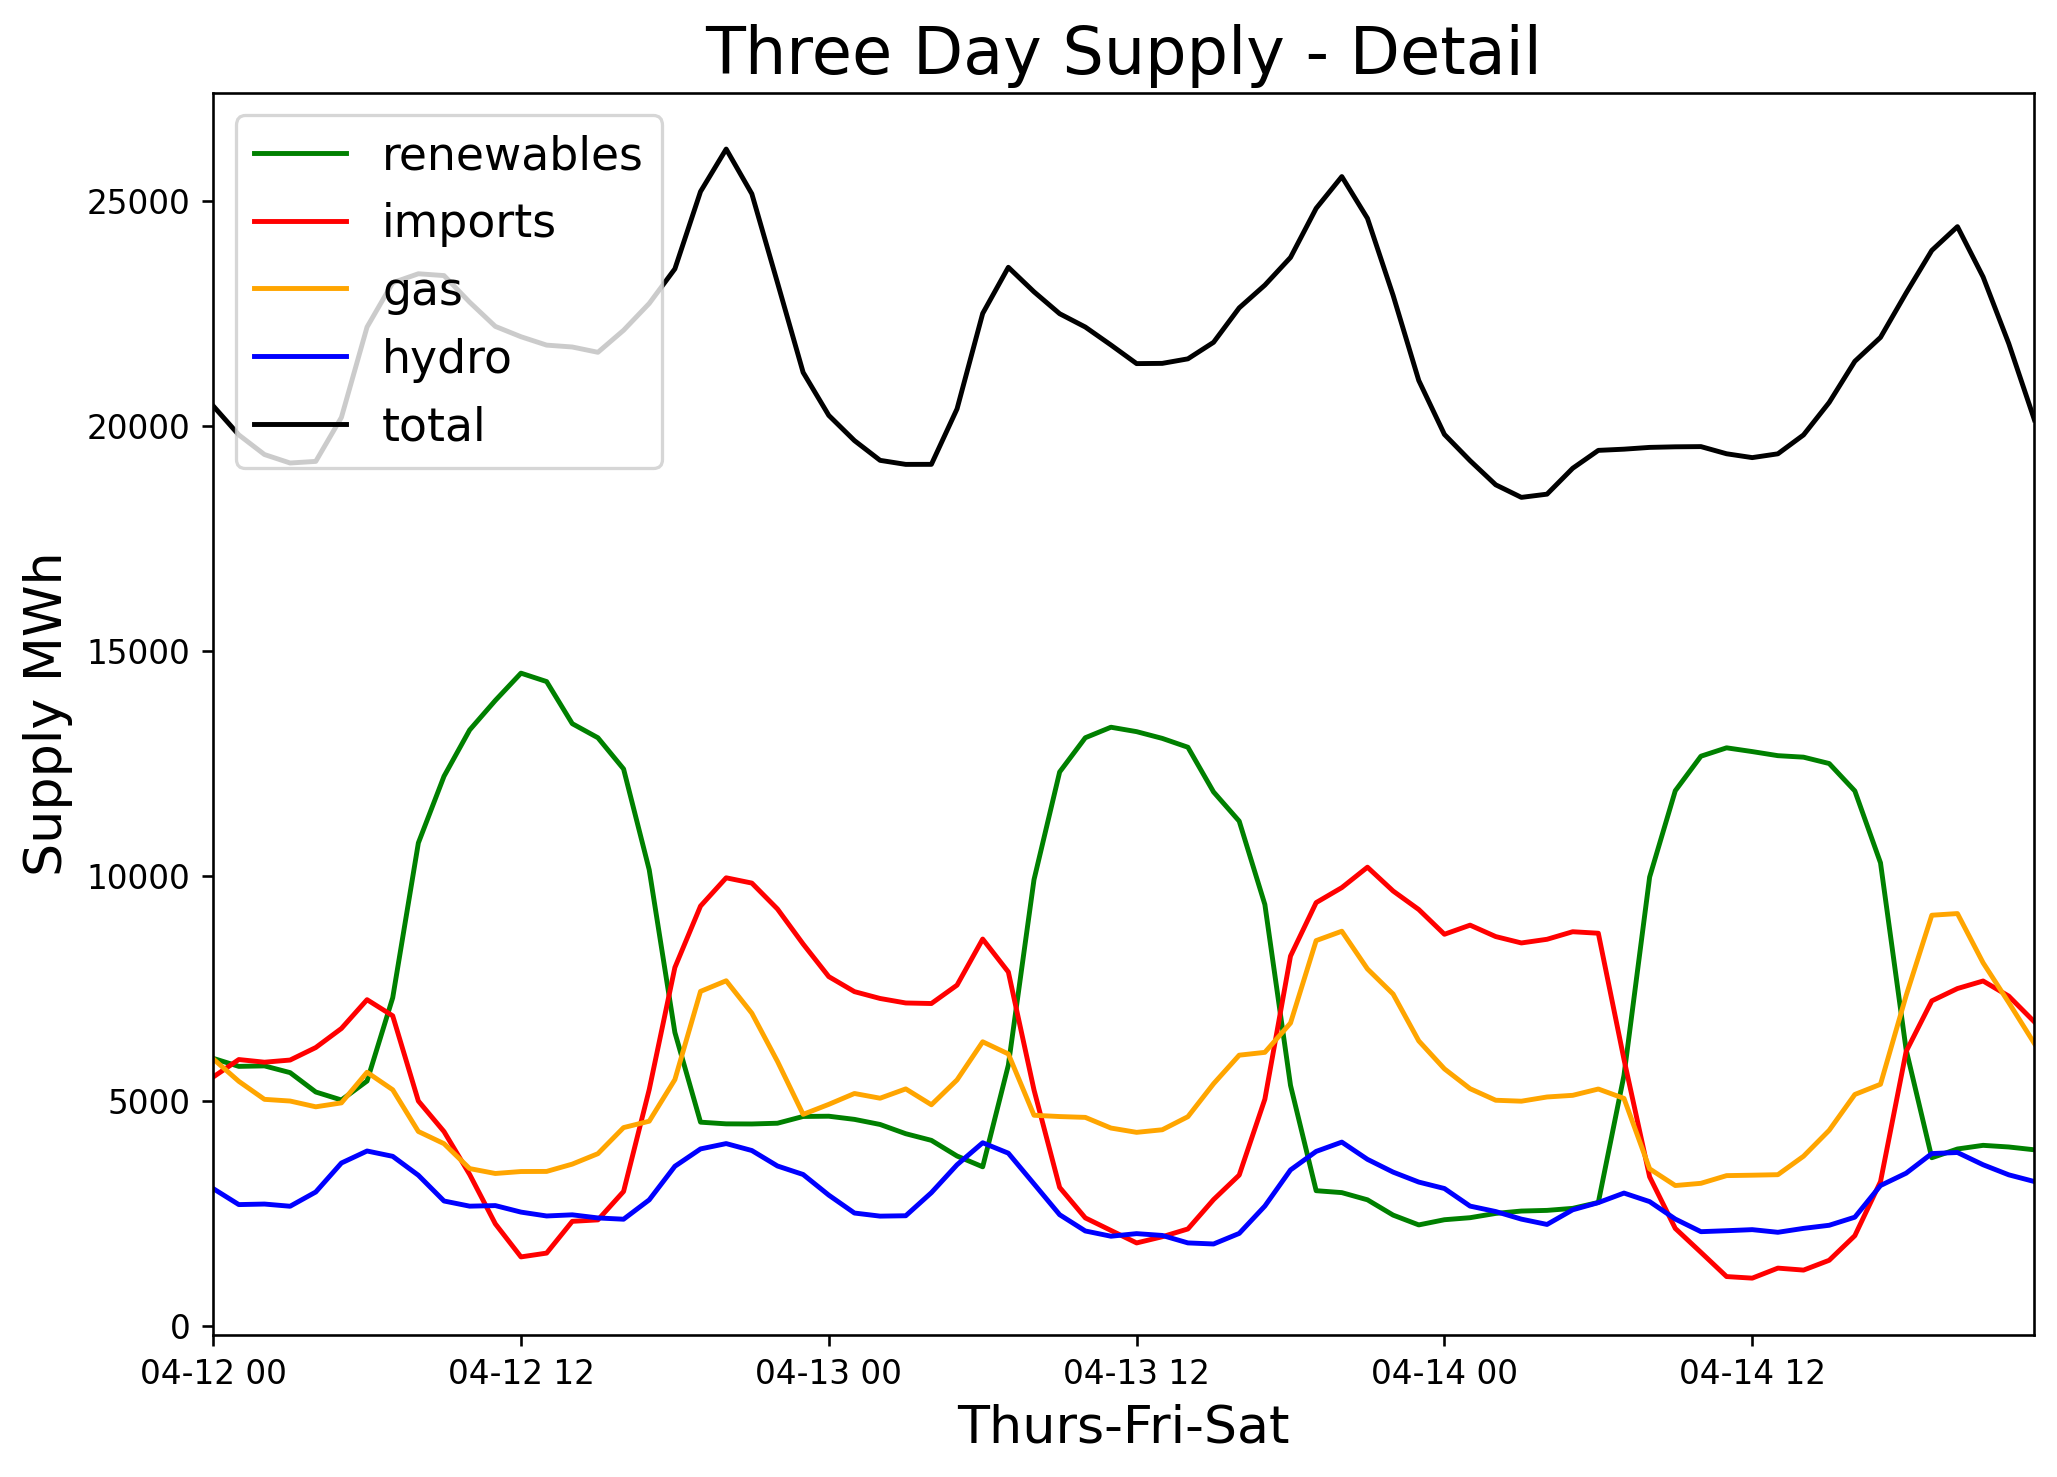 Three Day Supply - Detail
renewables
imports
gas
hydro
total
Supply MWh
25000
20000
15000
10000
5000
0
04-12 00 04-12 12 04-13 00 04-13 12 04-14 00 04-14 12
Thurs-Fri-Sat